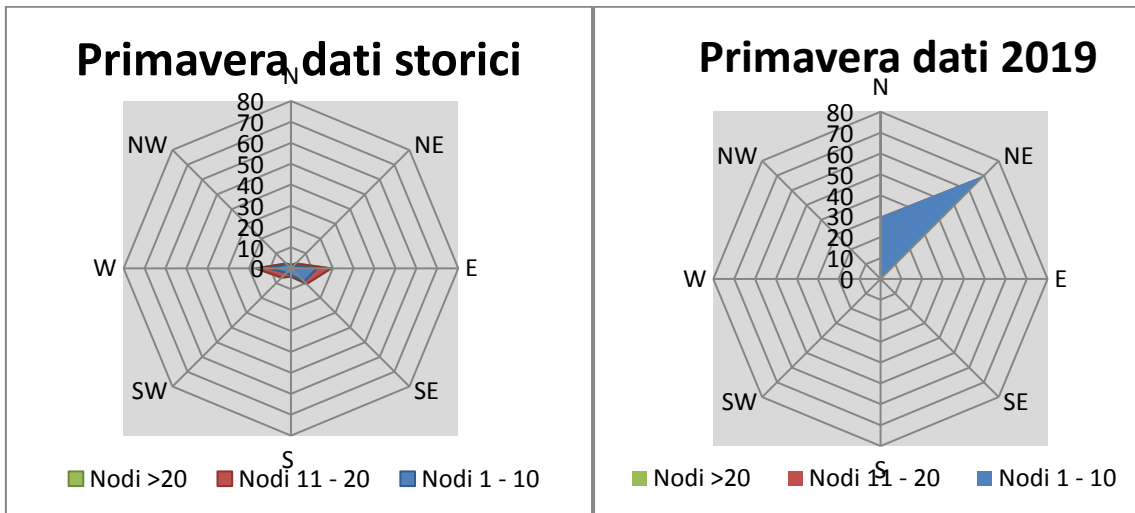 Primavera dati storici
N
80
70
60
50
40
30
20
10
0
NW
NE
W
E
SW
SE
S
Nodi >20
Nodi 11 - 20
Nodi 1 - 10
Primavera dati 2019
N
80
70
60
50
40
30
20
10
0
NW
NE
W
E
SW
SE
S
Nodi >20
Nodi 11 - 20
Nodi 1 - 10